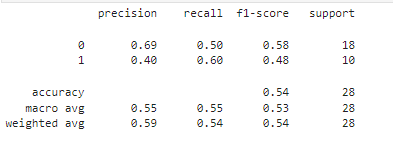 precision recall f1-score support
0 0.69 0.50 0.58 18
1 0.40 0.60 0.48 10
accuracy 0.54 28
macro avg 0.55 0.55 0.53 28
weighted avg 0.59 0.54 0.54 28